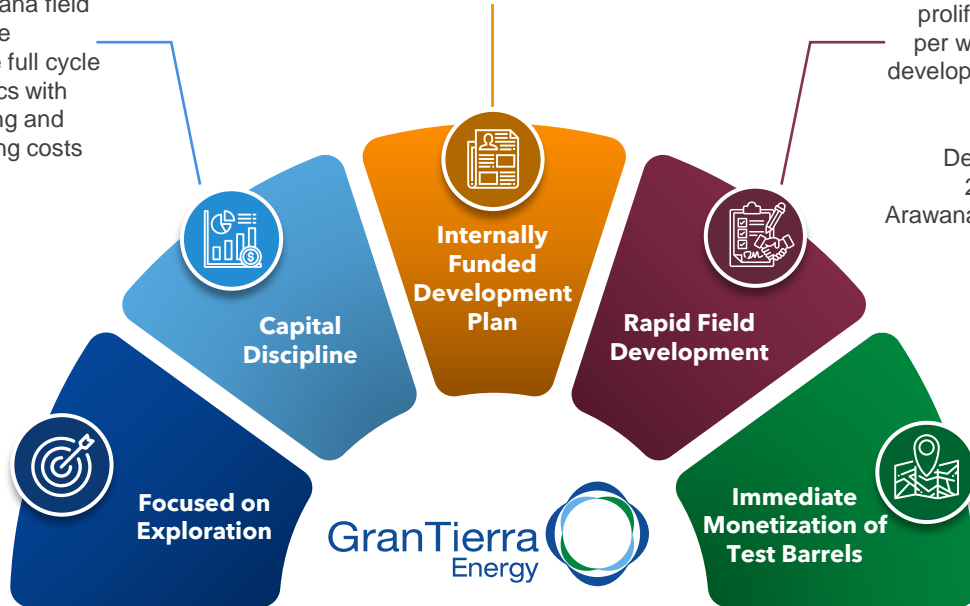 ana field
e
e full cycle
cs with
ng and
ng costs
prolif
per w
develop
De
2
Arawana
Internally
Funded
Development
Plan
Capital
Discipline
Rapid Field
Development
Focused on
Exploration
Immediate
Monetization of
Test Barrels
GranTierra
Energy